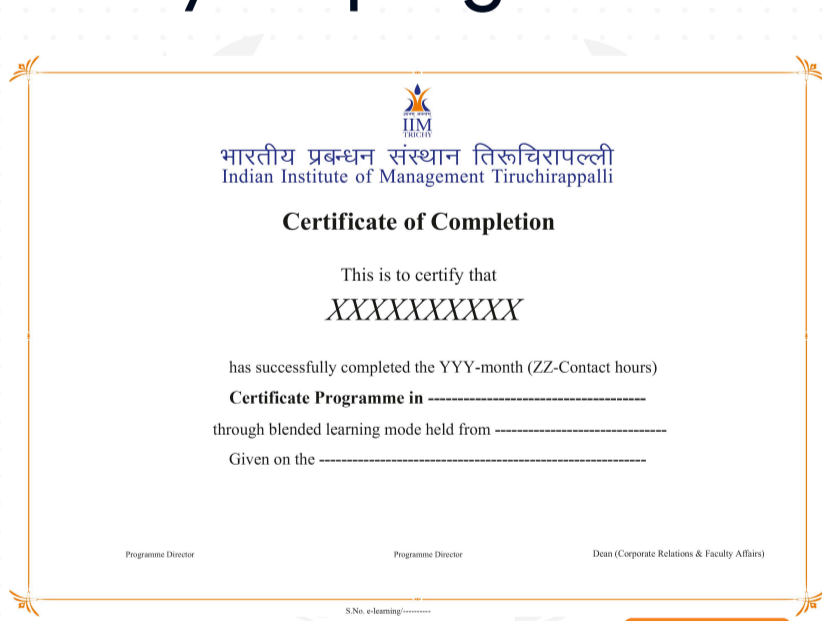 IIM
TRICHY
भारतीय प्रबन्धन संस्थान तिरूचिरापल्ली
Indian Institute of Management Tiruchirappalli
Certificate of Completion
This is to certify that
XXXXXXXXXX
has successfully completed the YYY-month (ZZ-Contact hours)
Certificate Programme in -------------------------------------
through blended learning mode held from -------------------------------
Given on the ------------------------------------------------------------
Programme Director Programme Director Dean (Corporate Relations & Faculty Affairs)
S.No. e-learning/----------